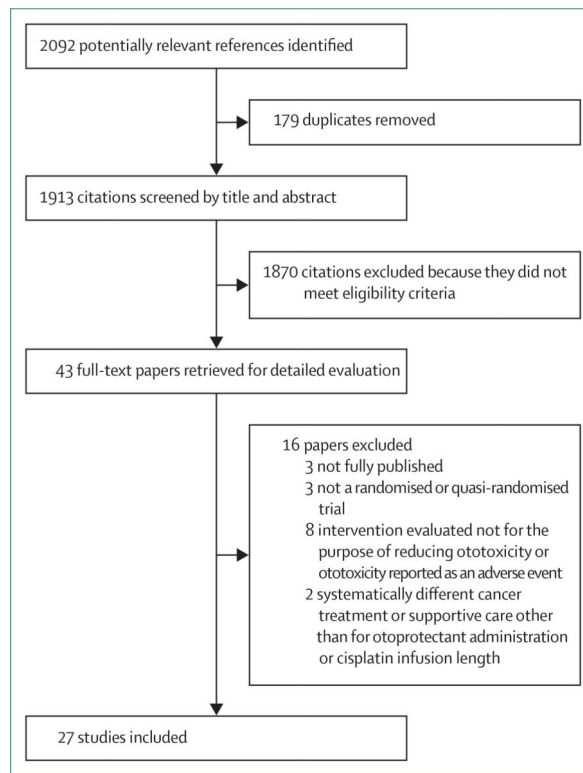 2092 potentially relevant references identified
179 duplicates removed
1913 citations screened by title and abstract
1870 citations excluded because they did not
meet eligibility criteria
43 full-text papers retrieved for detailed evaluation
16 papers excluded
3 not fully published
3 not a randomised or quasi-randomised
trial
8 intervention evaluated not for the
purpose of reducing ototoxicity or
ototoxicity reported as an adverse event
2 systematically different cancer
treatment or supportive care other
than for otoprotectant administration
or cisplatin infusion length
27 studies included